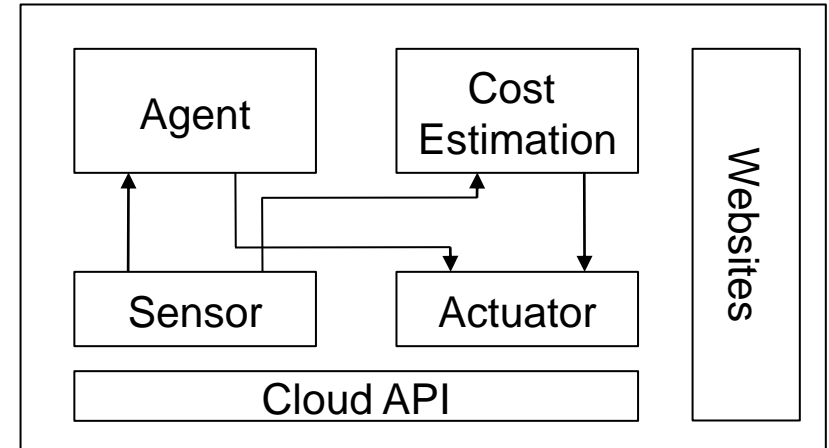 Agent
Cost
Estimation
Websites
Sensor
Actuator
Cloud API